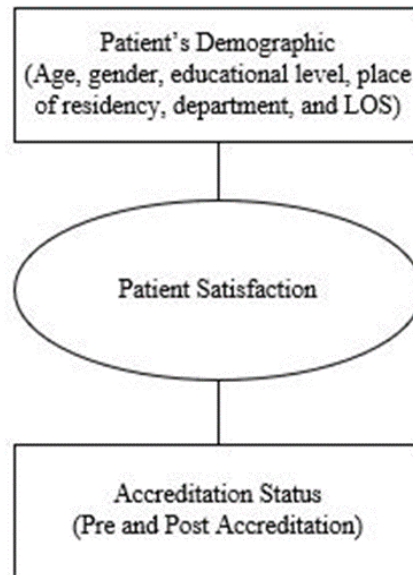 Patient's Demographic
(Age, gender, educational level, place
of residency, department, and LOS)
Patient Satisfaction
Accreditation Status
(Pre and Post Accreditation)